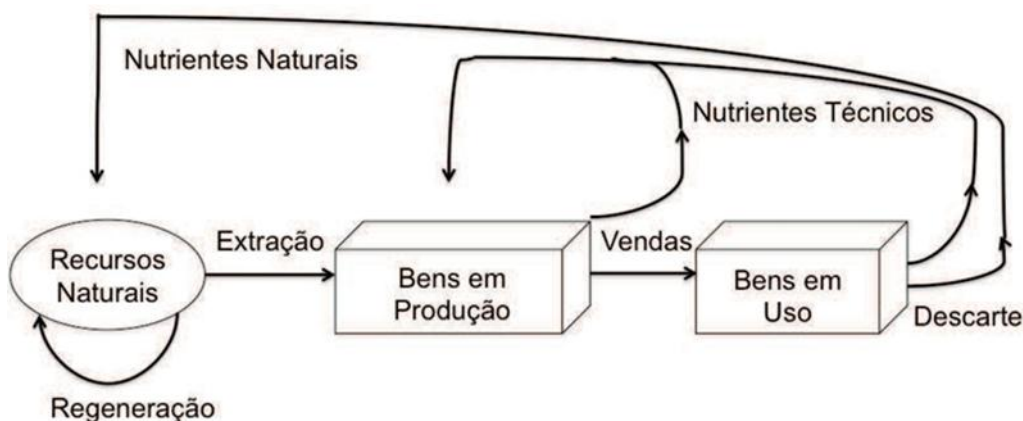 Nutrientes Naturais
Nutrientes Técnicos
Extração
Vendas
Recursos
Naturais
Bens em
Produção
Bens em
Uso
Descarte
Regeneração